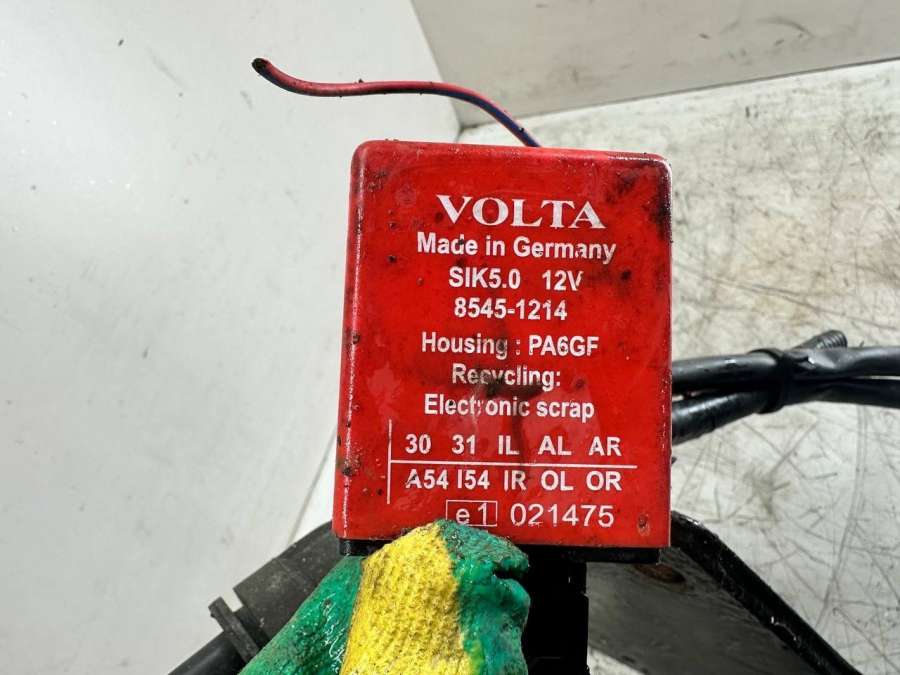 VOLTA
Made in Germany
SIK5.0 12V
8545-1214
Housing : PA6GF
Recycling:
Electronic scrap
30 31 IL AL AR
A54 I54 IR OL OR
e1 021475